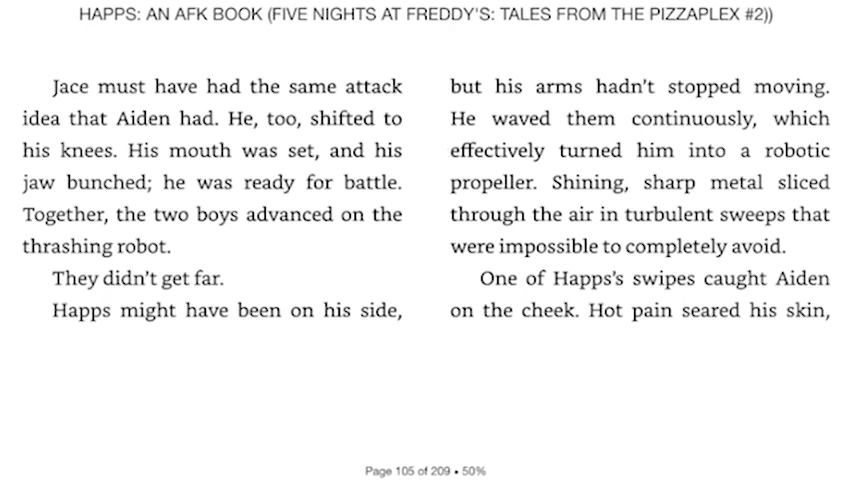 HAPPS: AN AFK BOOK (FIVE NIGHTS AT FREDDY'S: TALES FROM THE PIZZAPLEX #2))
Jace must have had the same attack
idea that Aiden had. He, too, shifted to
his knees. His mouth was set, and his
jaw bunched; he was ready for battle.
Together, the two boys advanced on the
thrashing robot.
They didn't get far.
Happs might have been on his side,
but his arms hadn't stopped moving.
He waved them continuously, which
effectively turned him into a robotic
propeller. Shining, sharp metal sliced
through the air in turbulent sweeps that
were impossible to completely avoid.
One of Happs's swipes caught Aiden
on the cheek. Hot pain seared his skin,
Page 105 of 209 • 50%